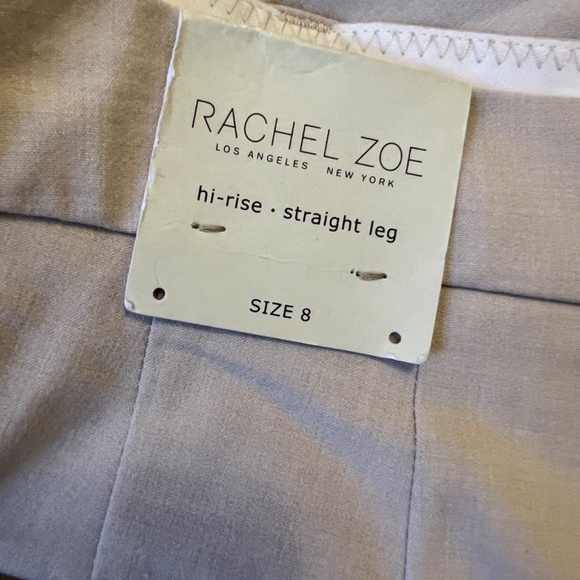 RACHEL ZOE
LOS ANGELES NEW YORK
hi-rise · straight leg
SIZE 8